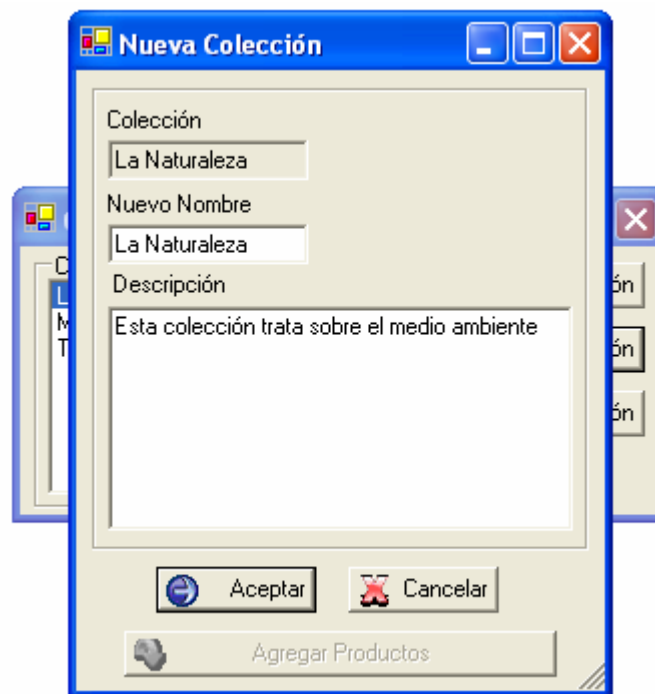 Nueva Colección
Colección
La Naturaleza
Nuevo Nombre
La Naturaleza
Descripción
Esta colección trata sobre el medio ambiente
Aceptar
Cancelar
Agregar Productos